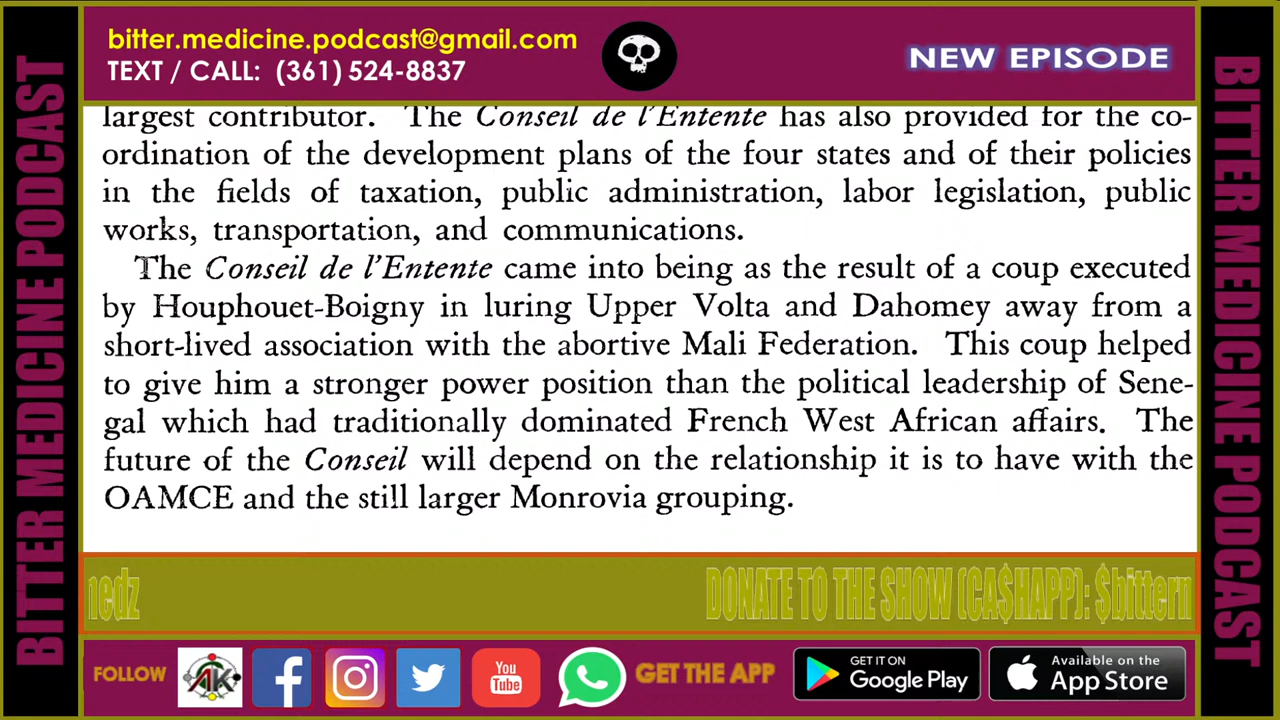 bitter.medicine.podcast@gmail.com
TEXT / CALL: (361) 524-8837
NEW EPISODE
BITTER MEDICINE PODCAST
largest contributor. The Conseil de l'Entente has also provided for the co-
ordination of the development plans of the four states and of their policies
in the fields of taxation, public administration, labor legislation, public
works, transportation, and communications.
The Conseil de l'Entente came into being as the result of a coup executed
by Houphouet-Boigny in luring Upper Volta and Dahomey away from a
short-lived association with the abortive Mali Federation. This coup helped
to give him a stronger power position than the political leadership of Sene-
gal which had traditionally dominated French West African affairs. The
future of the Conseil will depend on the relationship it is to have with the
OAMCE and the still larger Monrovia grouping.
BITTER MEDICINE PODCAST
nedz
DONATE TO THE SHOW (CA$HAPP): $bittern
FOLLOW
ATK
You
Tube
GET THE APP
GET IT ON
Google Play
Available on the
App Store